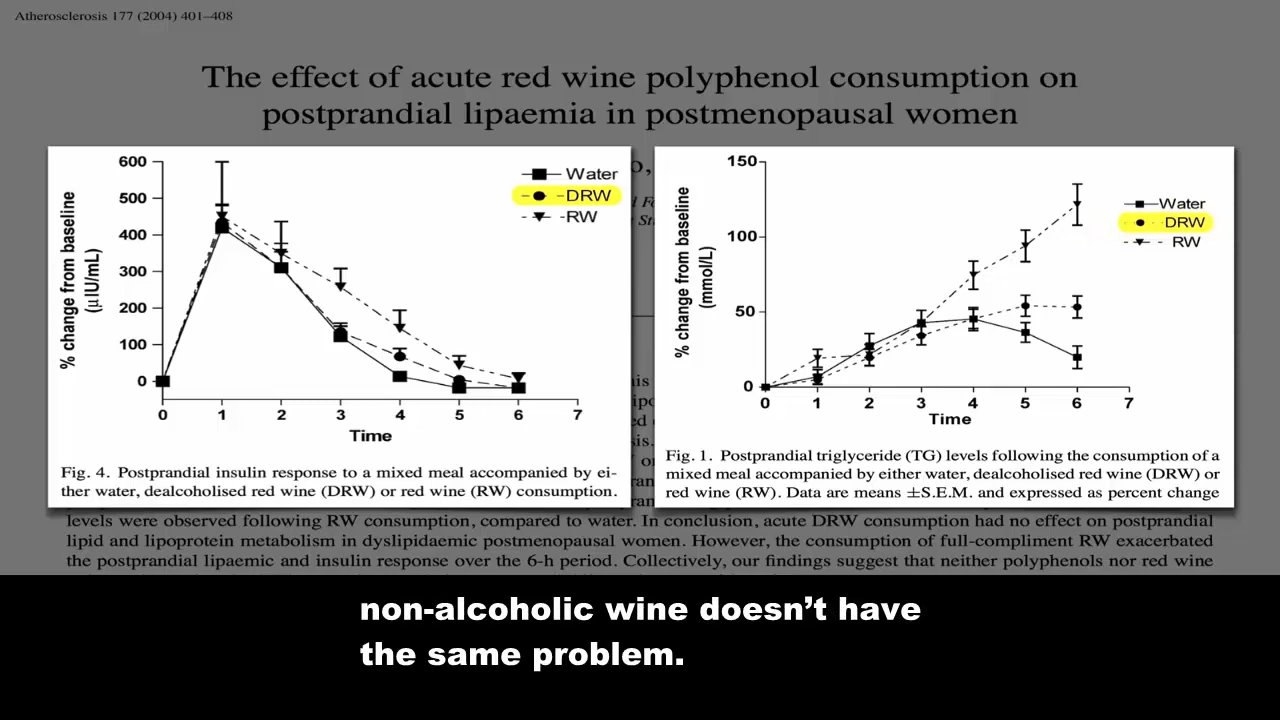 Atherosclerosis 177 (2004) 401–408
The effect of acute red wine polyphenol consumption on
postprandial lipaemia in postmenopausal women
600
500
400
300
200
100
0
% change from baseline
(μIU/mL)
Water
DRW
RW
0 1 2 3 4 5 6 7
Time
Fig. 4. Postprandial insulin response to a mixed meal accompanied by ei-
ther water, dealcoholised red wine (DRW) or red wine (RW) consumption.
150
100
50
0
% change from baseline
(mmol/L)
Water
DRW
RW
0 1 2 3 4 5 6 7
Time
Fig. 1. Postprandial triglyceride (TG) levels following the consumption of a
mixed meal accompanied by either water, dealcoholised red wine (DRW) or
red wine (RW). Data are means ±S.E.M. and expressed as percent change
levels were observed following RW consumption, compared to water. In conclusion, acute DRW consumption had no effect on postprandial
lipid and lipoprotein metabolism in dyslipidaemic postmenopausal women. However, the consumption of full-compliment RW exacerbated
the postprandial lipaemic and insulin response over the 6-h period. Collectively, our findings suggest that neither polyphenols nor red wine
non-alcoholic wine doesn’t have
the same problem.